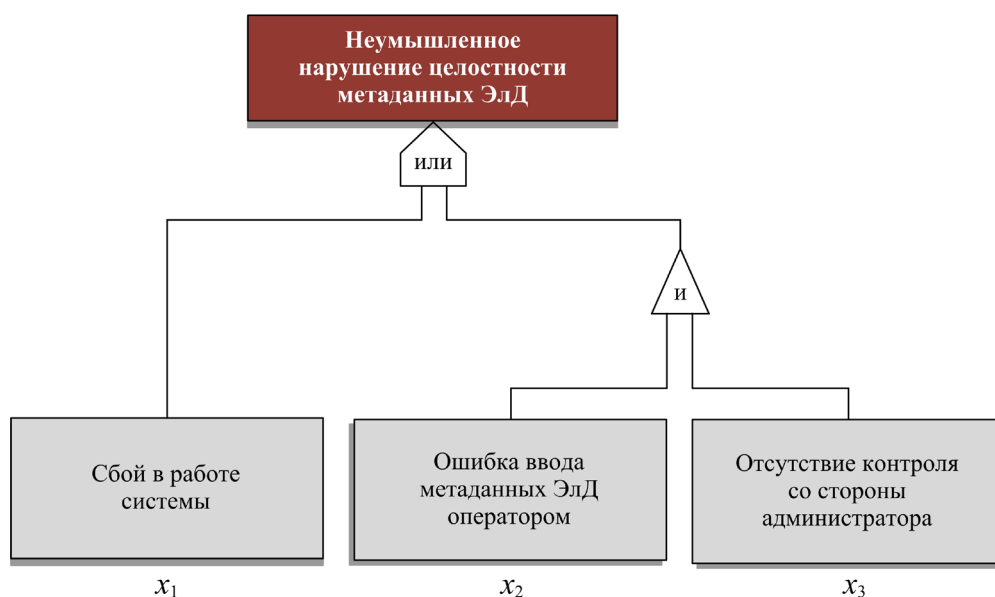 Неумышленное
нарушение целостности
метаданных ЭлД
или
и
Сбой в работе
системы
Ошибка ввода
метаданных ЭлД
оператором
Отсутствие контроля
со стороны
администратора
x₁
x₂
x₃